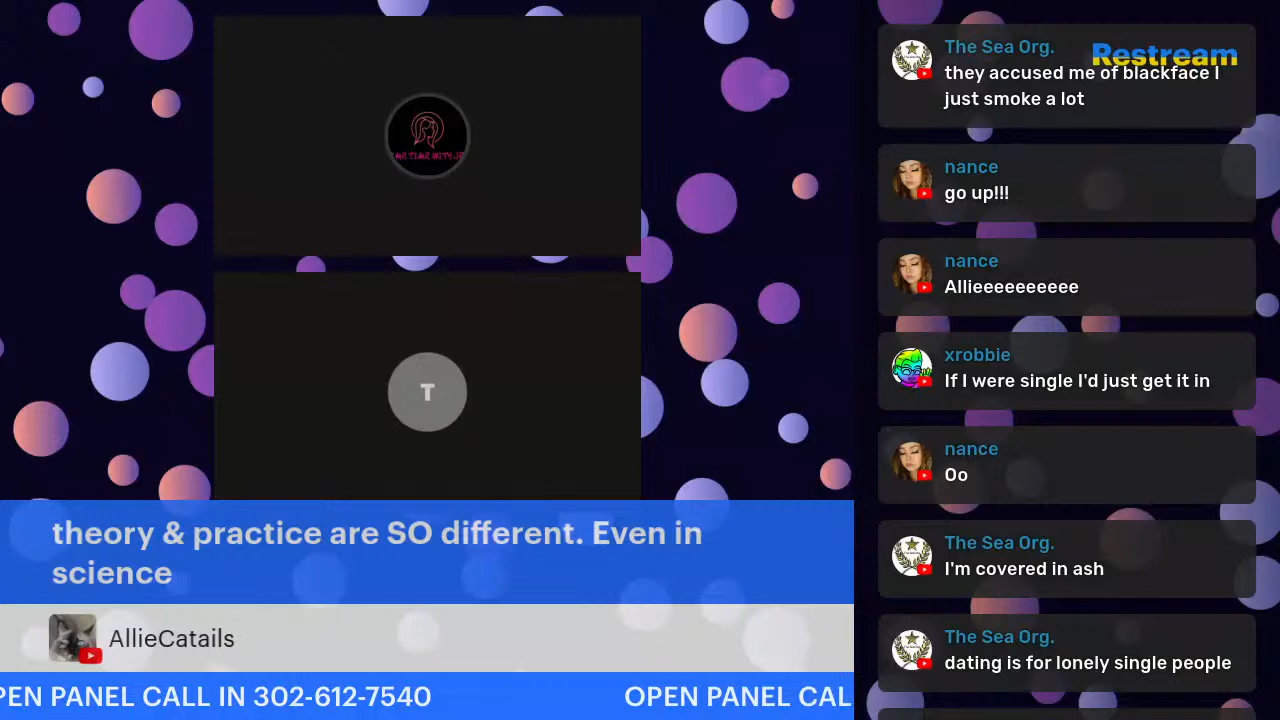 T
theory & practice are SO different. Even in
science
AllieCatails
PEN PANEL CALL IN 302-612-7540
OPEN PANEL CAL
Restream
The Sea Org.
they accused me of blackface I
just smoke a lot
nance
go up!!!
nance
Allieeeeeeeeee
xrobbie
If I were single I'd just get it in
nance
Oo
The Sea Org.
I'm covered in ash
The Sea Org.
dating is for lonely single people